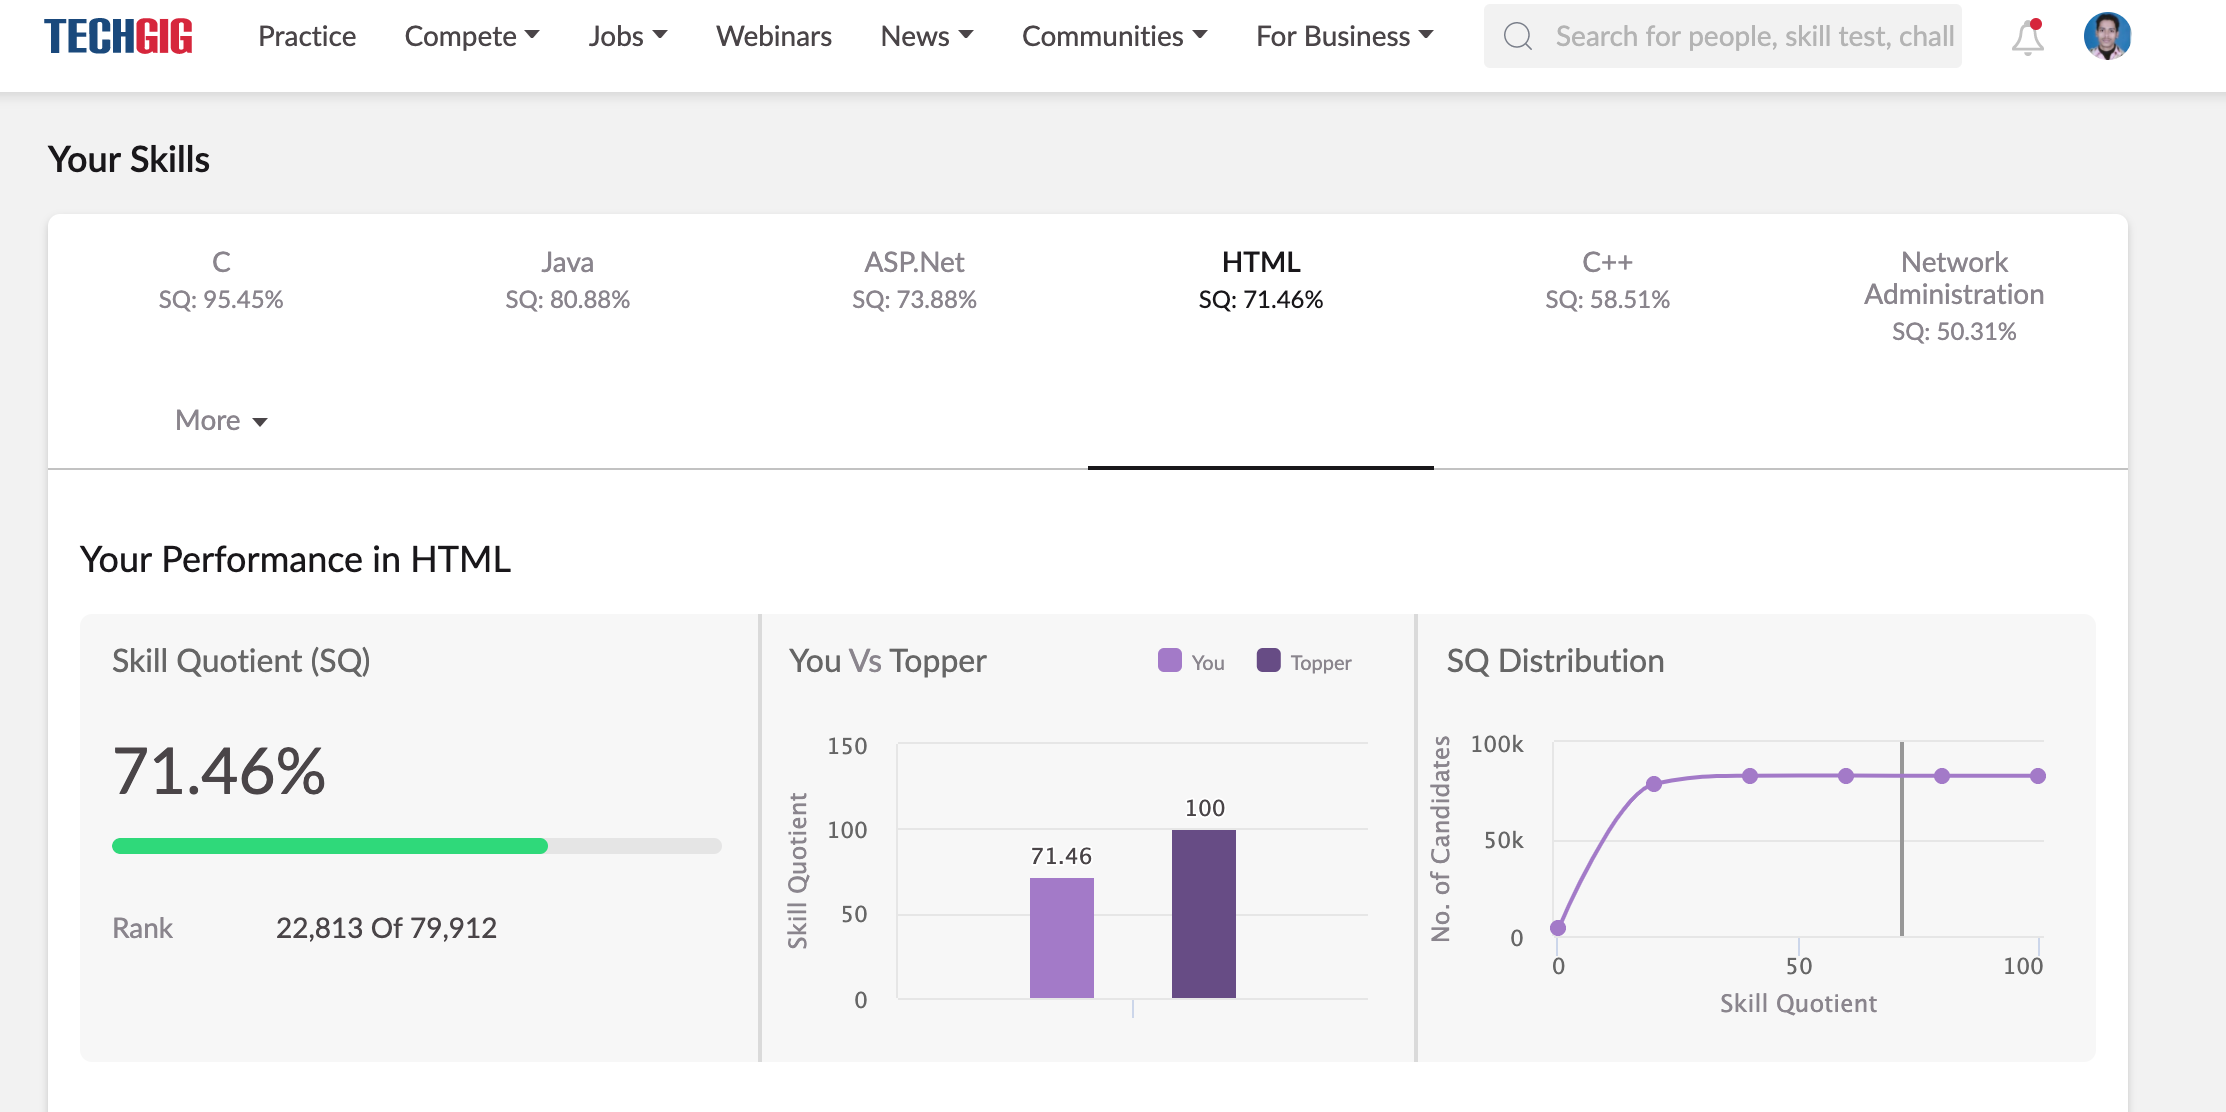 TECHGIG Practice Compete Jobs Webinars News Communities For Business Search for people, skill test, chall
Your Skills
C Java ASP.Net HTML C++ Network Administration
SQ: 95.45% SQ: 80.88% SQ: 73.88% SQ: 71.46% SQ: 58.51% SQ: 50.31%
More
Your Performance in HTML
Skill Quotient (SQ)
71.46%
Rank 22,813 Of 79,912
You Vs Topper You Topper
Skill Quotient
150
100
50
0
71.46
100
SQ Distribution
No. of Candidates
100k
50k
0
0 50 100
Skill Quotient